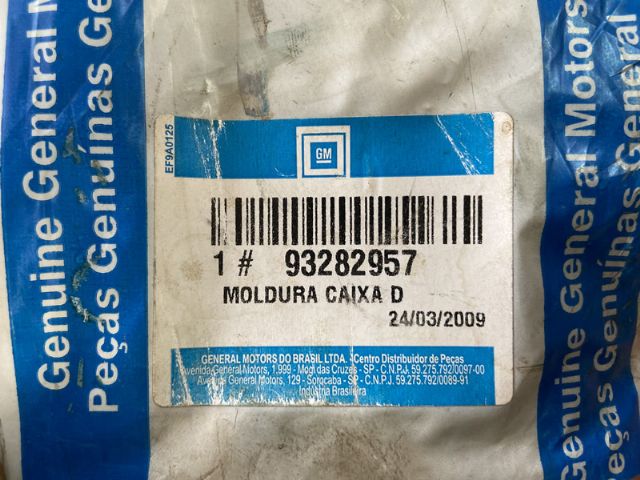 Genuine General Motors
Peças Genuínas Gene
EF9A0125
GM
1 # 93282957
MOLDURA CAIXA D
24/03/2009
GENERAL MOTORS DO BRASIL LTDA. Centro Distribuidor de Peças
Avenida General Motors, 1.999 - Mogi das Cruzes - SP - C.N.P.J. 59.275.792/0097-00
Avenida General Motors, 129 - Sorocaba - SP - C.N.P.J. 59.275.792/0089-91
Indústria Brasileira
Genuine General Motors
Peças Genuínas Ge